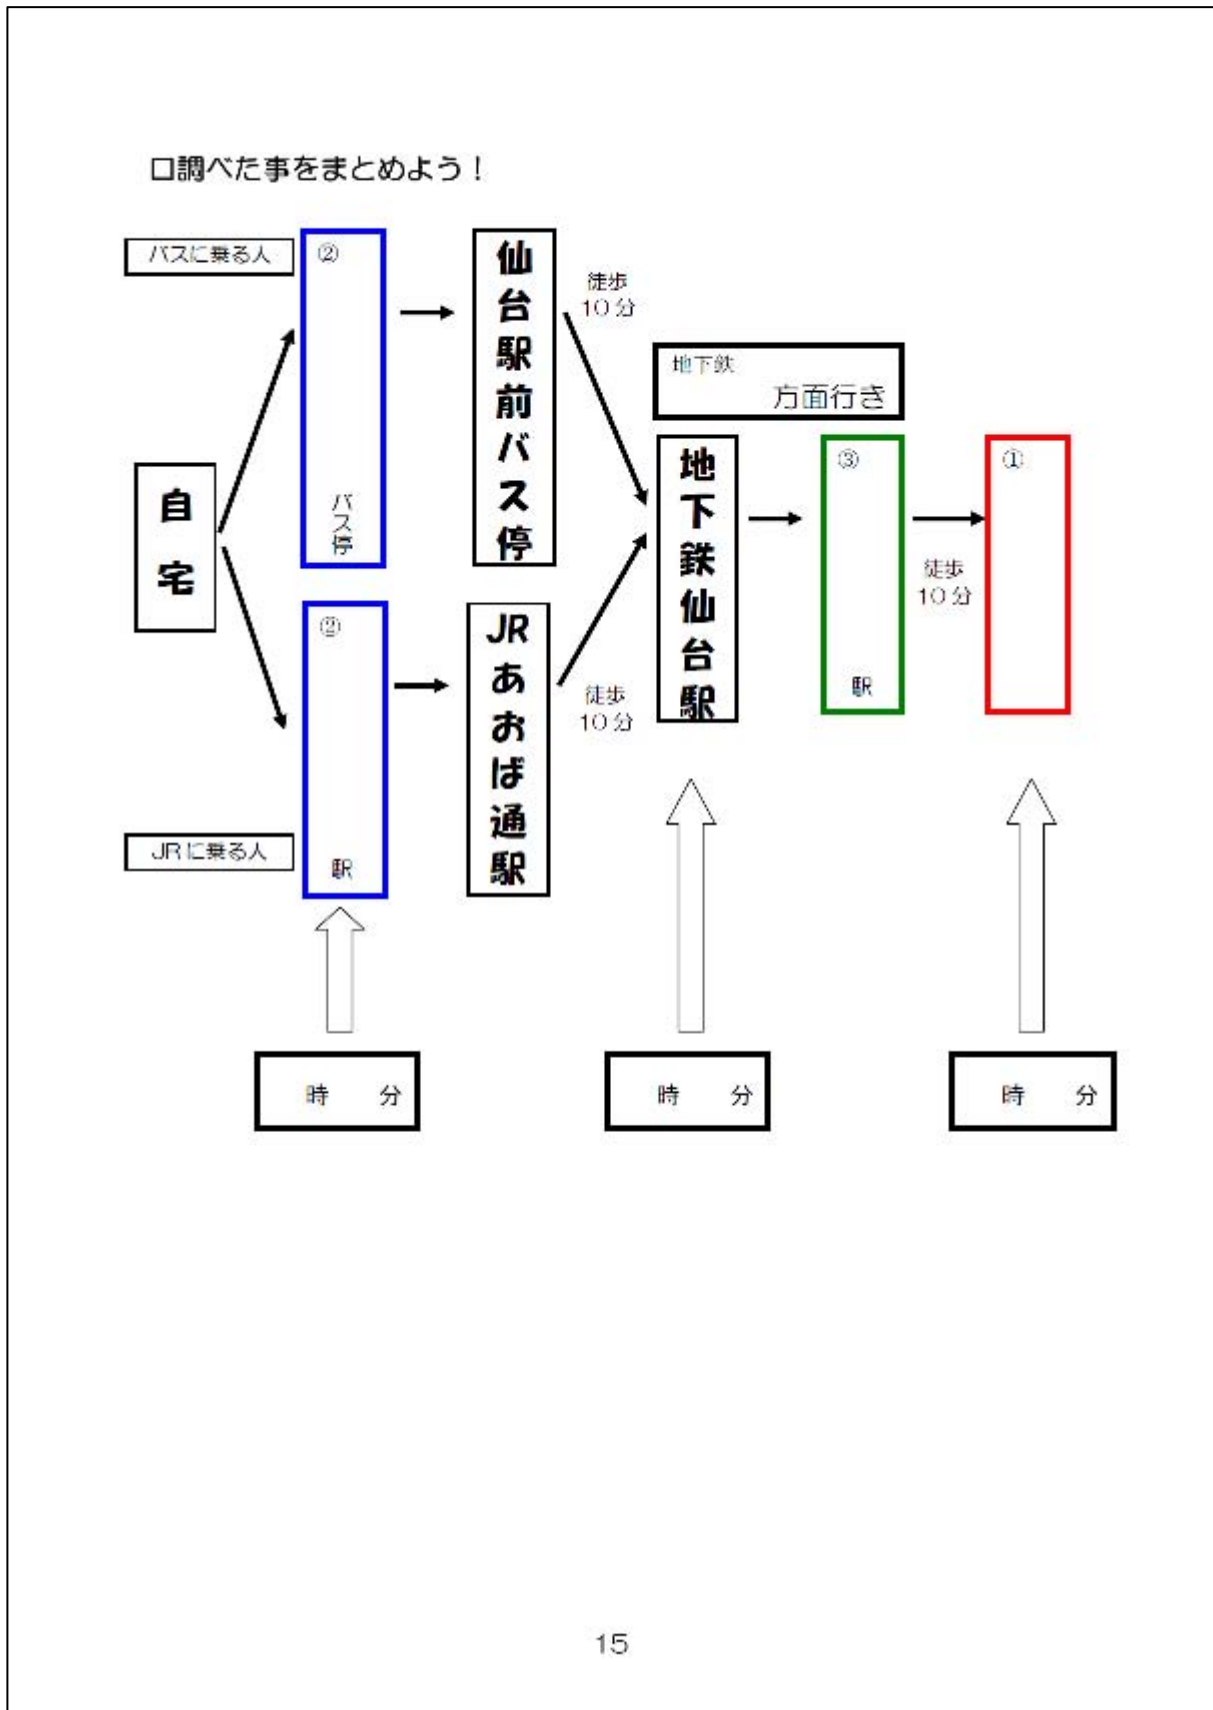 □調べた事をまとめよう!
バスに乗る人
②
バス停
仙台駅前バス停
徒歩
10分
地下鉄
方面行き
自宅
地下鉄仙台駅
③
駅
徒歩
10分
①
②
駅
JRあおば通駅
徒歩
10分
JRに乗る人
時 分
時 分
時 分
15